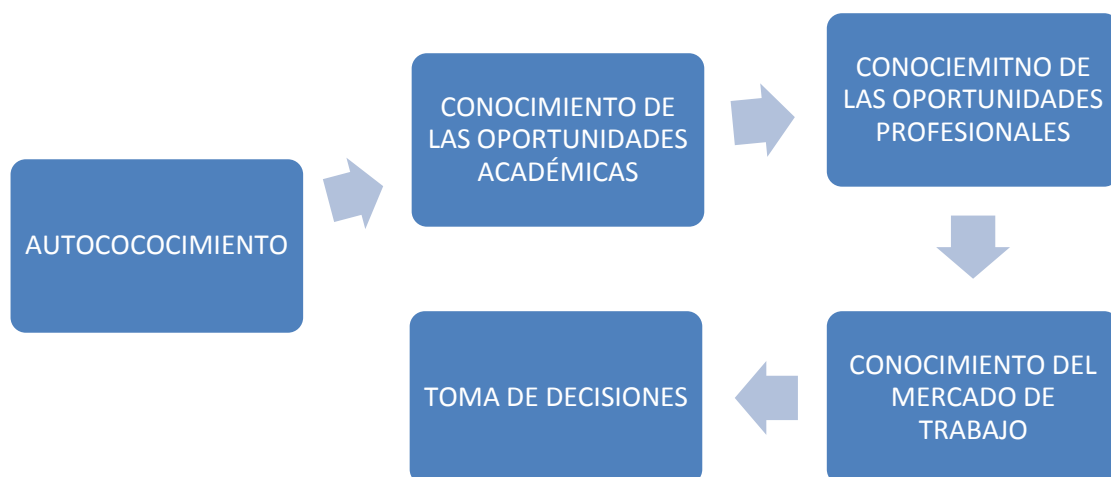 AUTOCOCOCIMIENTO
CONOCIMIENTO DE
LAS OPORTUNIDADES
ACADÉMICAS
CONOCIEMITNO DE
LAS OPORTUNIDADES
PROFESIONALES
CONOCIMIENTO DEL
MERCADO DE
TRABAJO
TOMA DE DECISIONES